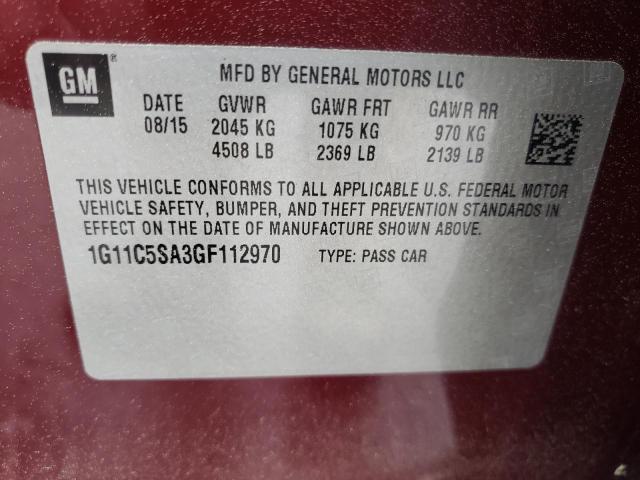 GM®
MFD BY GENERAL MOTORS LLC
DATE GVWR GAWR FRT GAWR RR
08/15 2045 KG 1075 KG 970 KG
4508 LB 2369 LB 2139 LB
THIS VEHICLE CONFORMS TO ALL APPLICABLE U.S. FEDERAL MOTOR
VEHICLE SAFETY, BUMPER, AND THEFT PREVENTION STANDARDS IN
EFFECT ON THE DATE OF MANUFACTURE SHOWN ABOVE.
1G11C5SA3GF112970 TYPE: PASS CAR